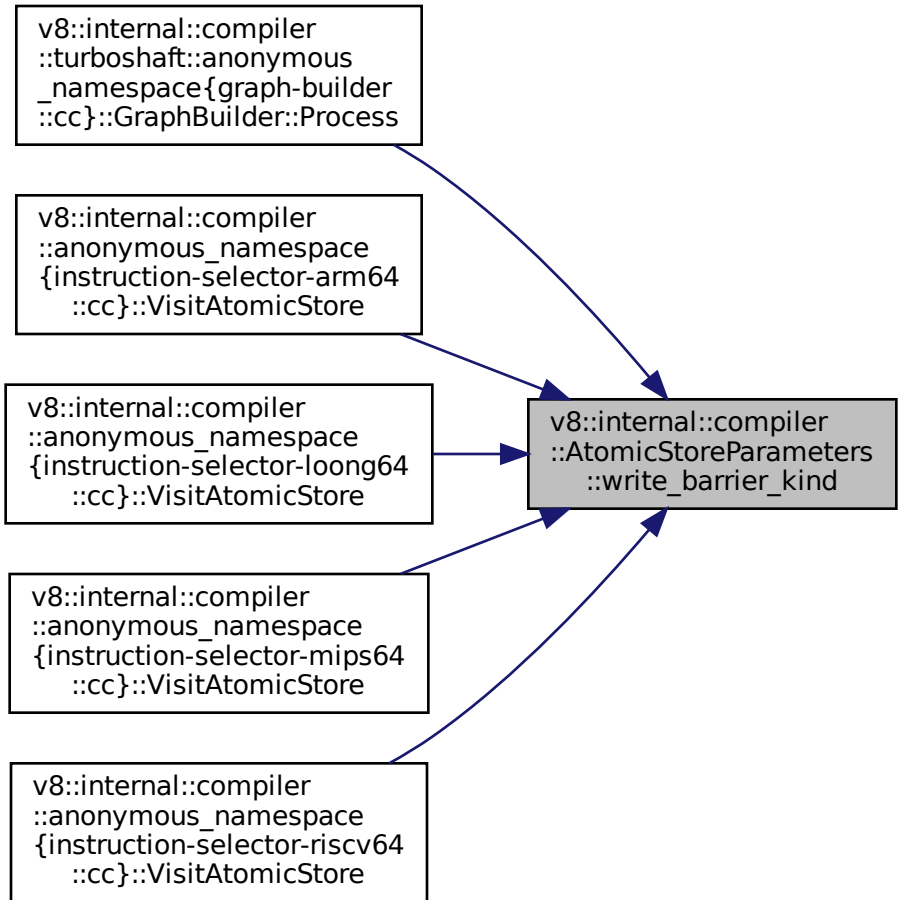 v8::internal::compiler
::turboshaft::anonymous
_namespace{graph-builder
::cc}::GraphBuilder::Process
v8::internal::compiler
::anonymous_namespace
{instruction-selector-arm64
::cc}::VisitAtomicStore
v8::internal::compiler
::anonymous_namespace
{instruction-selector-loong64
::cc}::VisitAtomicStore
v8::internal::compiler
::AtomicStoreParameters
::write_barrier_kind
v8::internal::compiler
::anonymous_namespace
{instruction-selector-mips64
::cc}::VisitAtomicStore
v8::internal::compiler
::anonymous_namespace
{instruction-selector-riscv64
::cc}::VisitAtomicStore